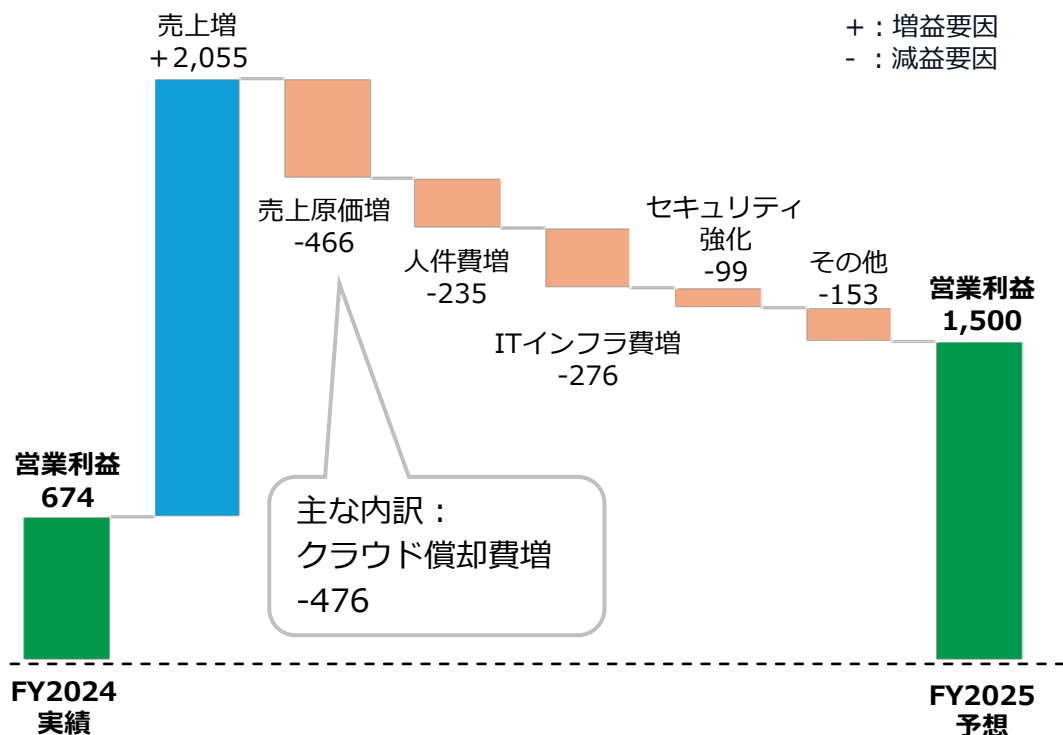 売上増
+2,055
+：増益要因
-：減益要因
売上原価増
-466
人件費増
-235
ITインフラ費増
-276
セキュリティ
強化
-99
その他
-153
営業利益
1,500
営業利益
674
主な内訳：
クラウド償却費増
-476
FY2024
実績
FY2025
予想